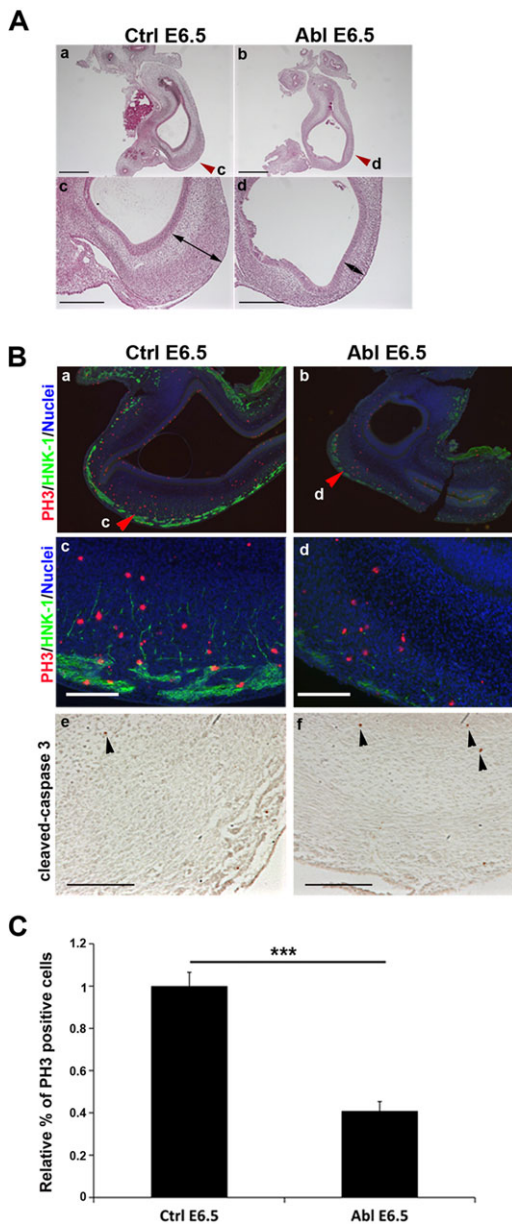 A
Ctrl E6.5 Abl E6.5
a b
c d
c d
B
Ctrl E6.5 Abl E6.5
PH3/HNK-1/Nuclei
a b
c d
PH3/HNK-1/Nuclei
c d
cleaved-caspase 3
e f
C
Relative % of PH3 positive cells
1.2
1
0.8
0.6
0.4
0.2
0
***
Ctrl E6.5 Abl E6.5